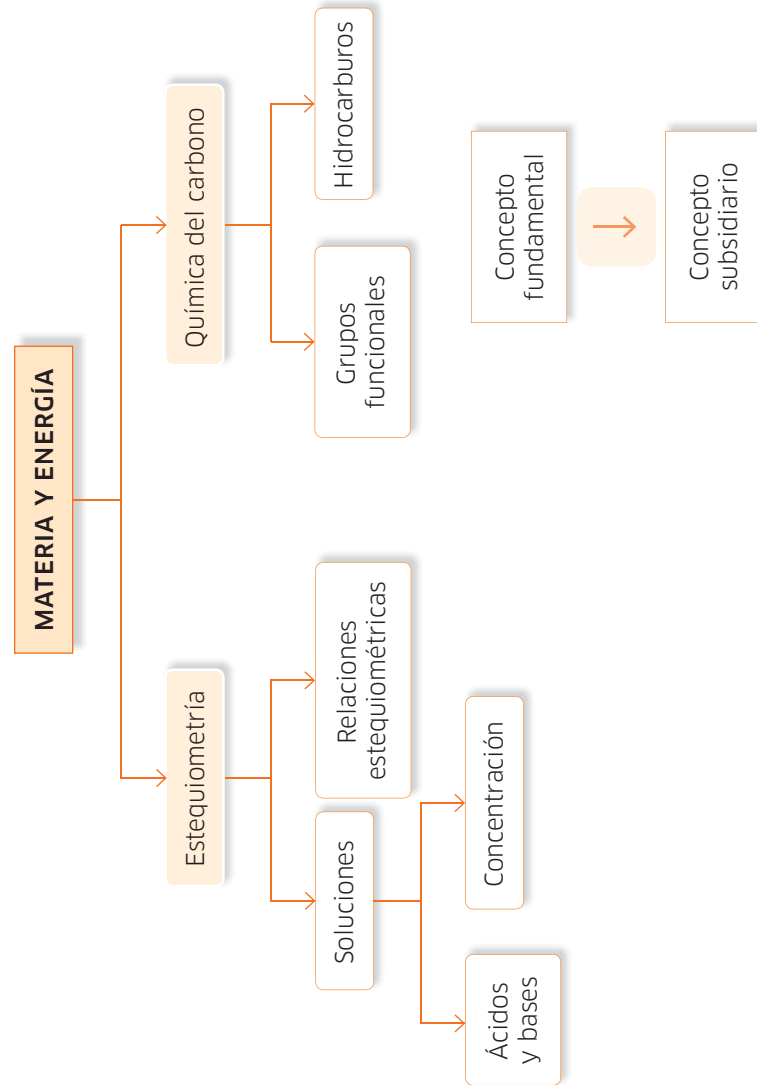 MATERIA Y ENERGÍA
Estequiometría
Química del carbono
Soluciones
Relaciones
estequiométricas
Grupos
funcionales
Hidrocarburos
Ácidos
y bases
Concentración
Concepto
fundamental
Concepto
subsidiario